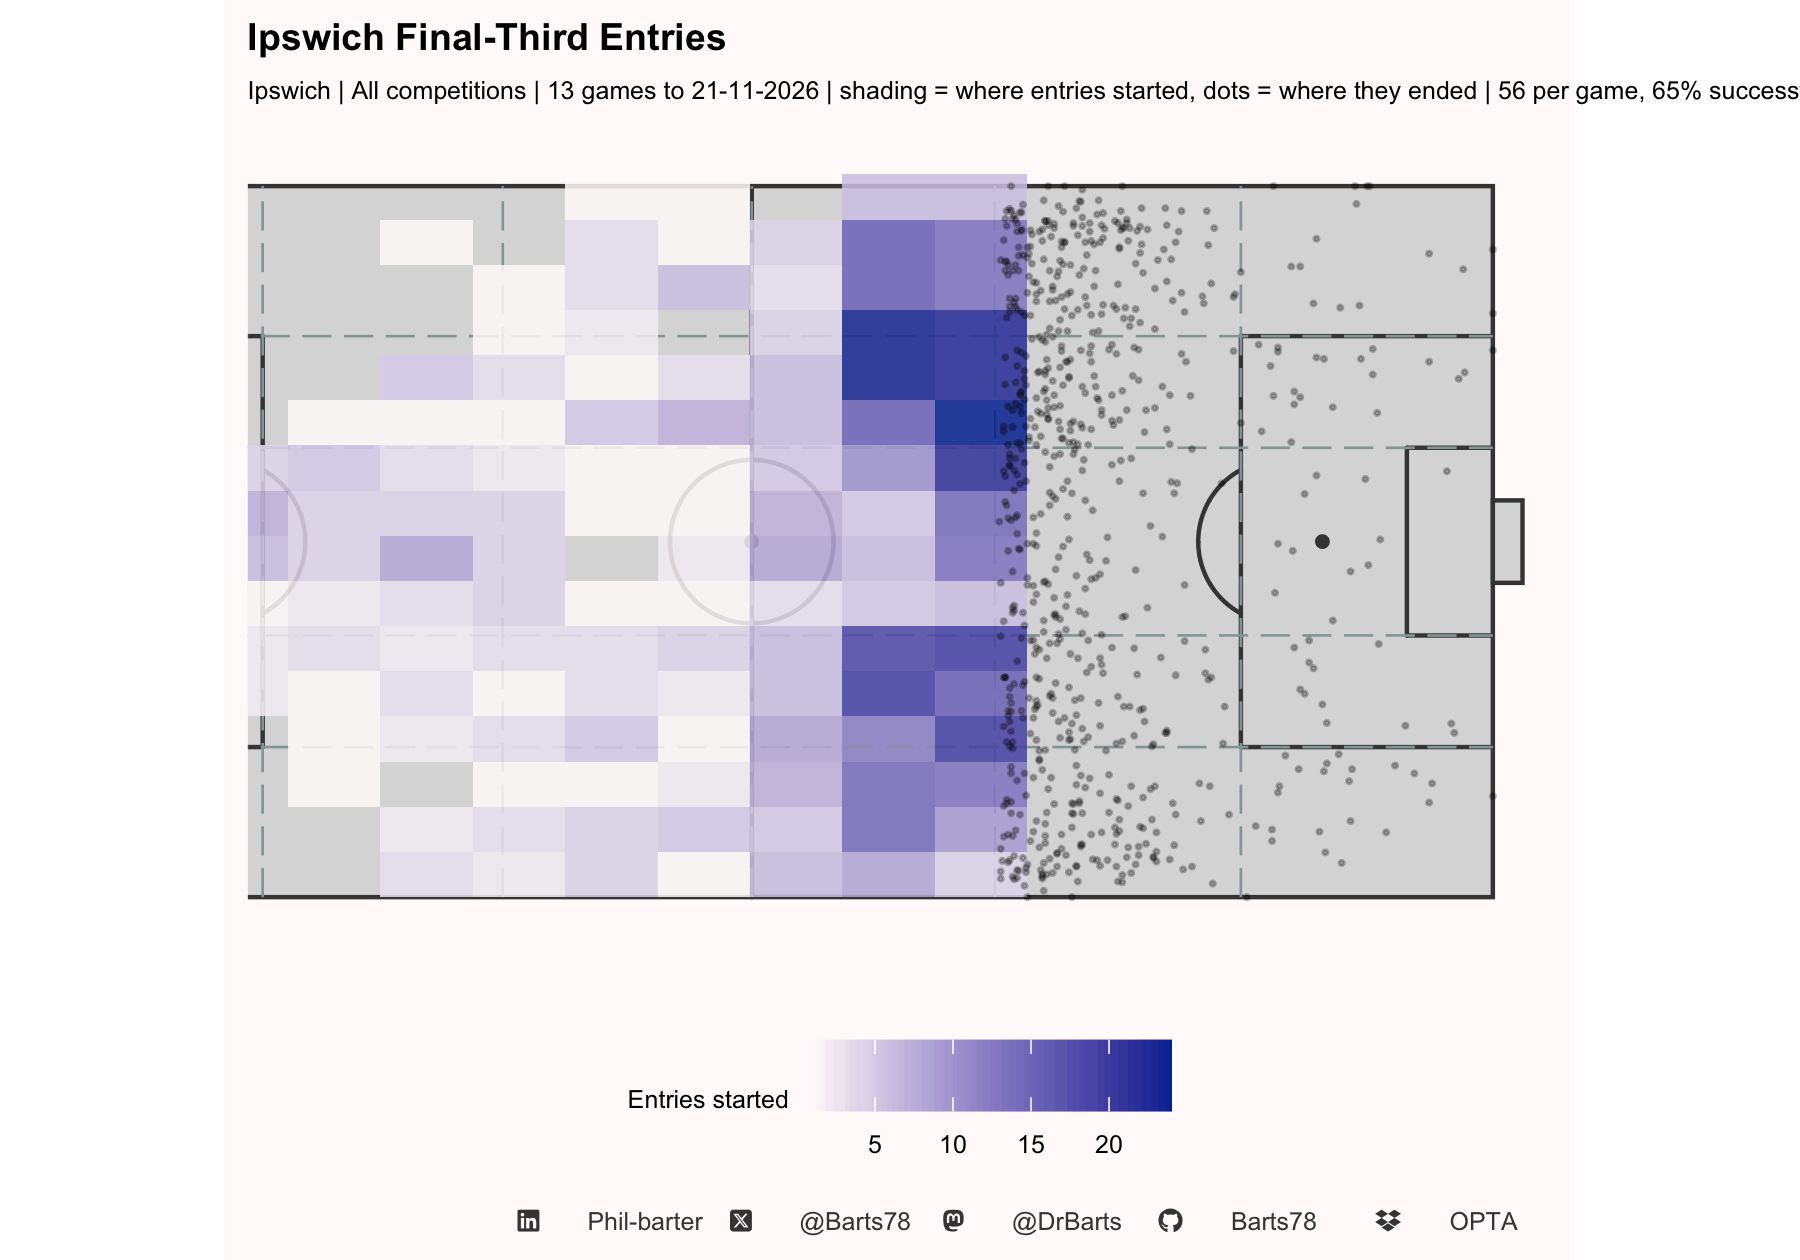 Ipswich Final-Third Entries
Ipswich | All competitions | 13 games to 21-11-2026 | shading = where entries started, dots = where they ended | 56 per game, 65% success
Entries started
5 10 15 20
Phil-barter @Barts78 @DrBarts Barts78 OPTA